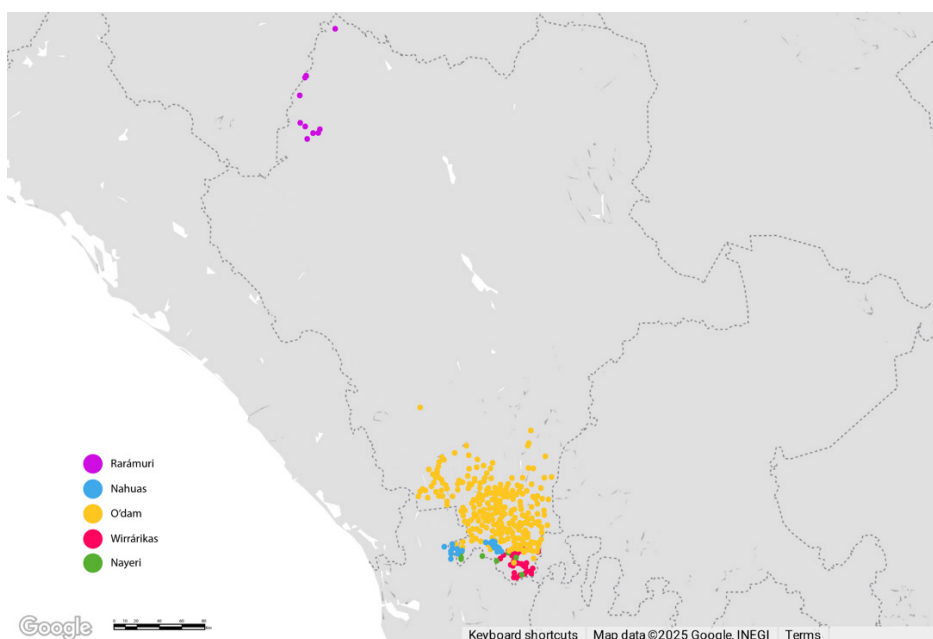 Rarámuri
Nahuas
O'dam
Wirrárikas
Nayeri
Google
Keyboard shortcuts Map data ©2025 Google, INEGI Terms